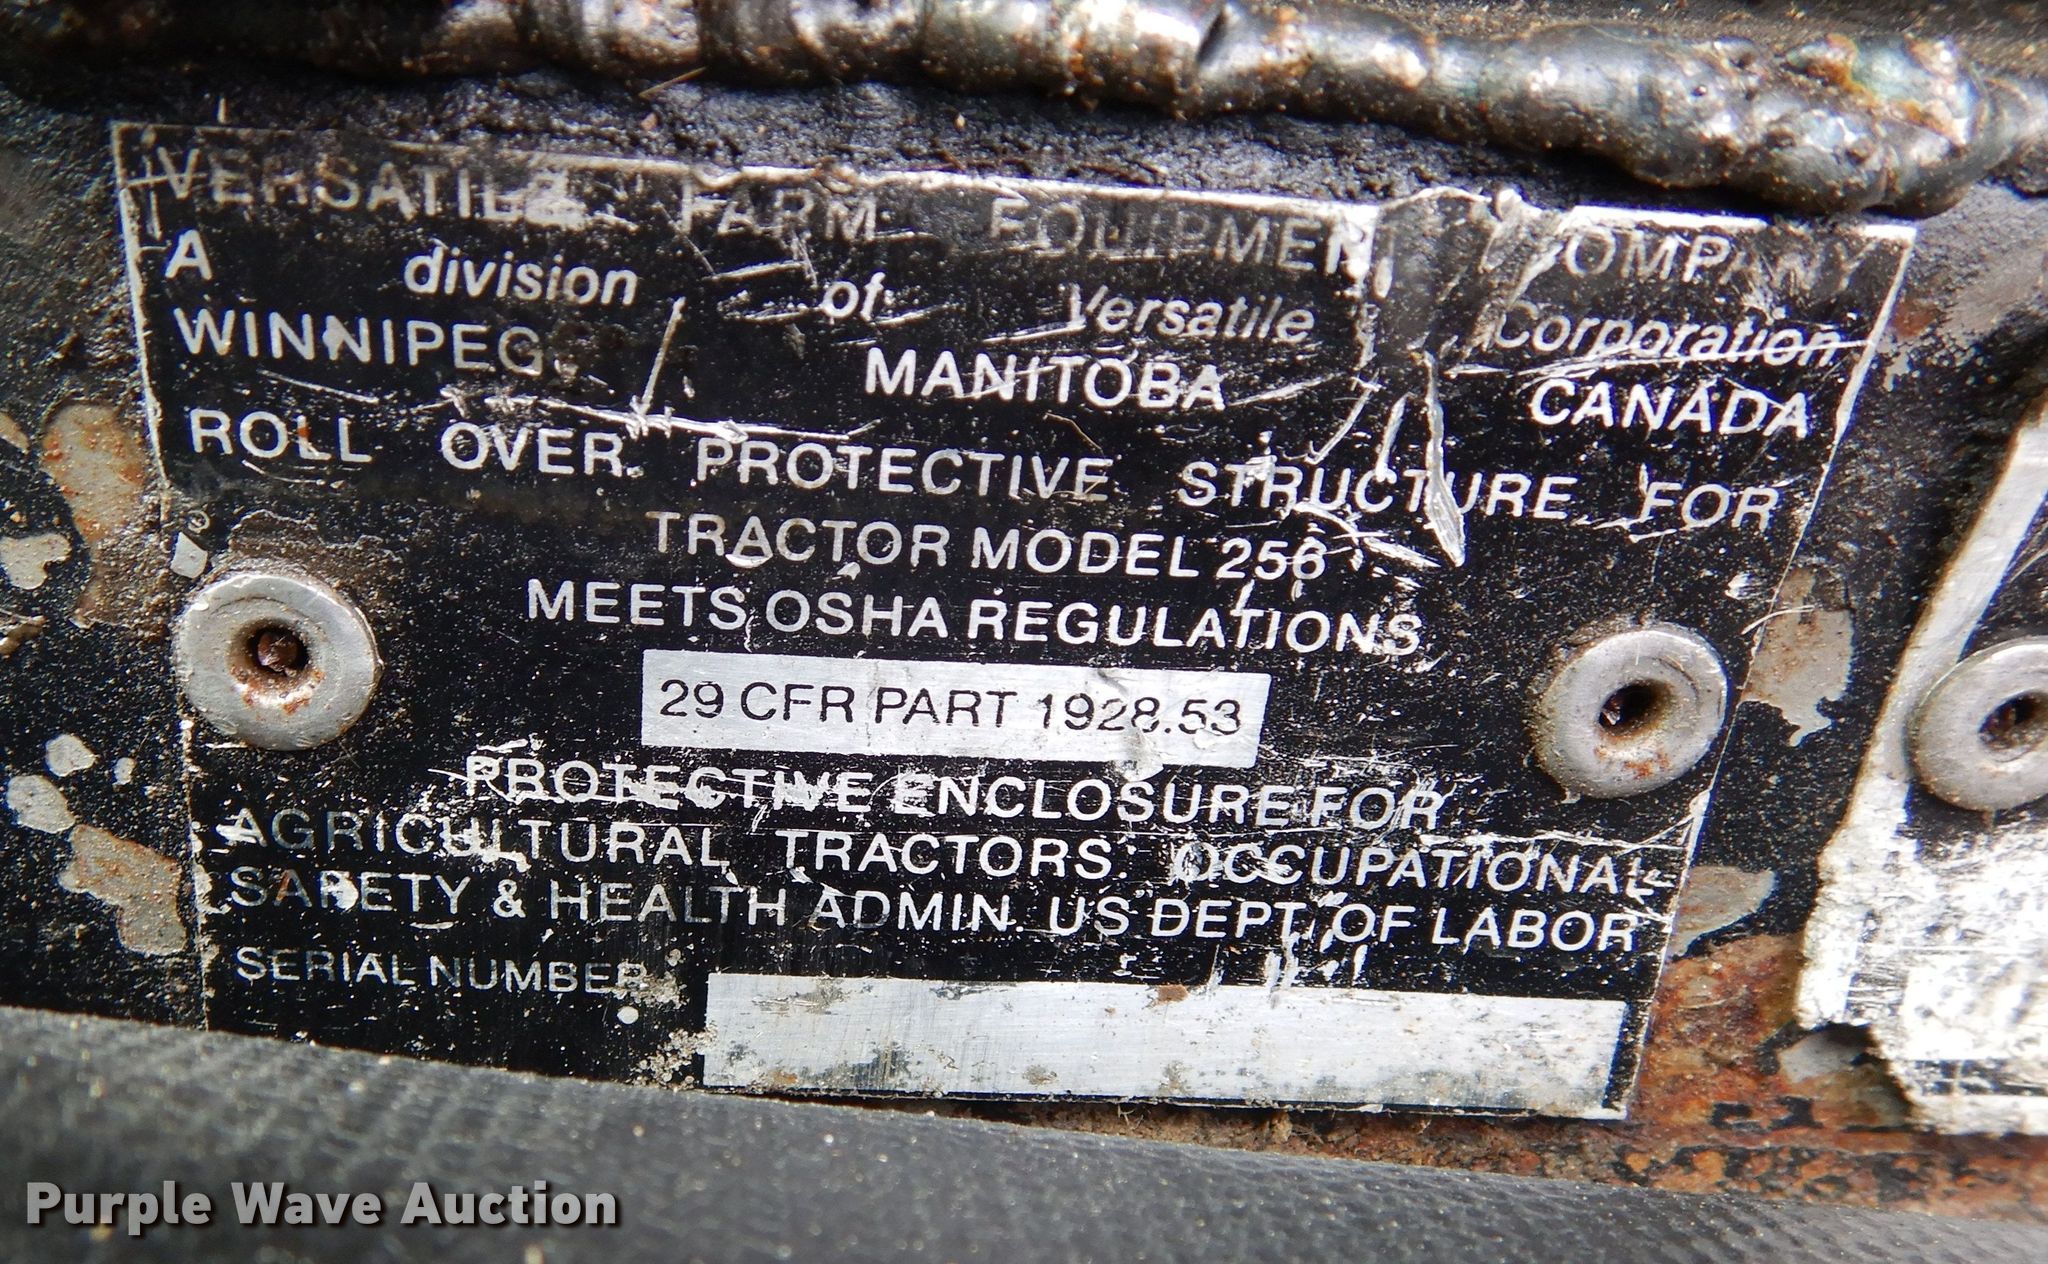 VERSATILE FARM EQUIPMENT COMPANY
A division of Versatile Corporation
WINNIPEG MANITOBA CANADA
ROLL OVER PROTECTIVE STRUCTURE FOR
TRACTOR MODEL 256
MEETS OSHA REGULATIONS
29 CFR PART 1928.53
PROTECTIVE ENCLOSURE FOR
AGRICULTURAL TRACTORS: OCCUPATIONAL
SAFETY & HEALTH ADMIN. US DEPT. OF LABOR
SERIAL NUMBER
Purple Wave Auction